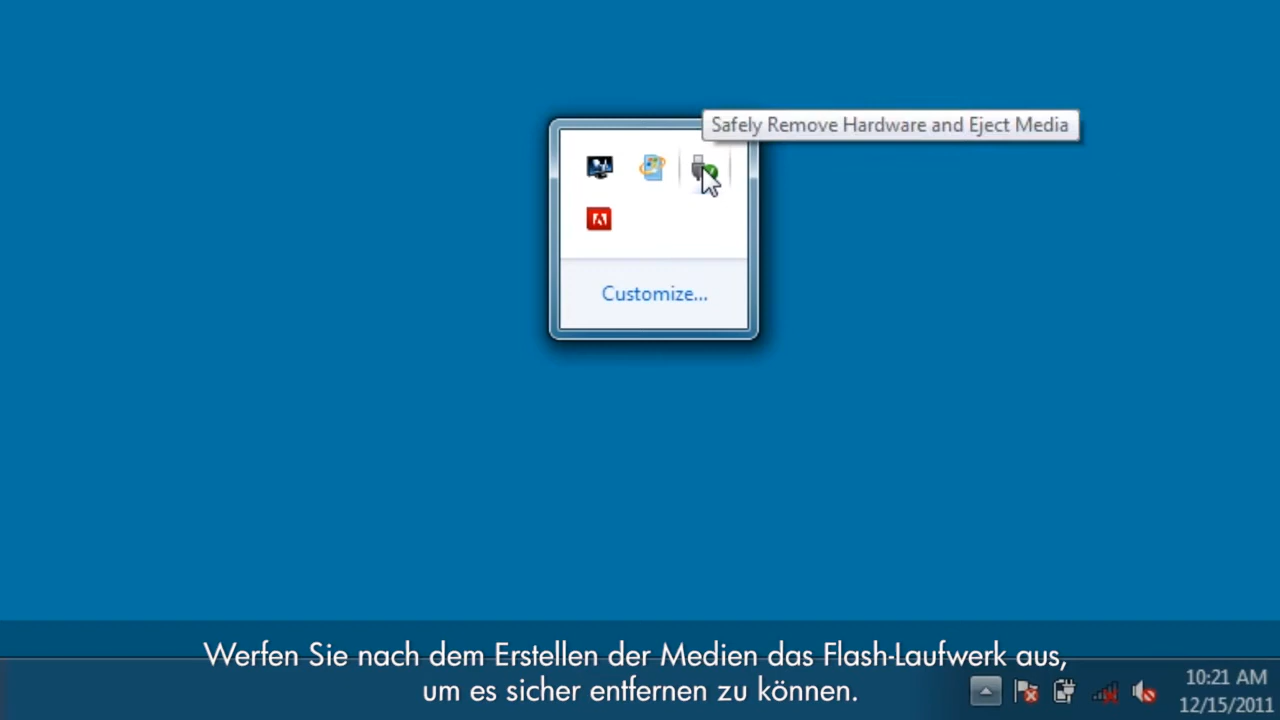 Safely Remove Hardware and Eject Media
Customize...
Werfen Sie nach dem Erstellen der Medien das Flash-Laufwerk aus,
um es sicher entfernen zu können.
10:21 AM
12/15/2011